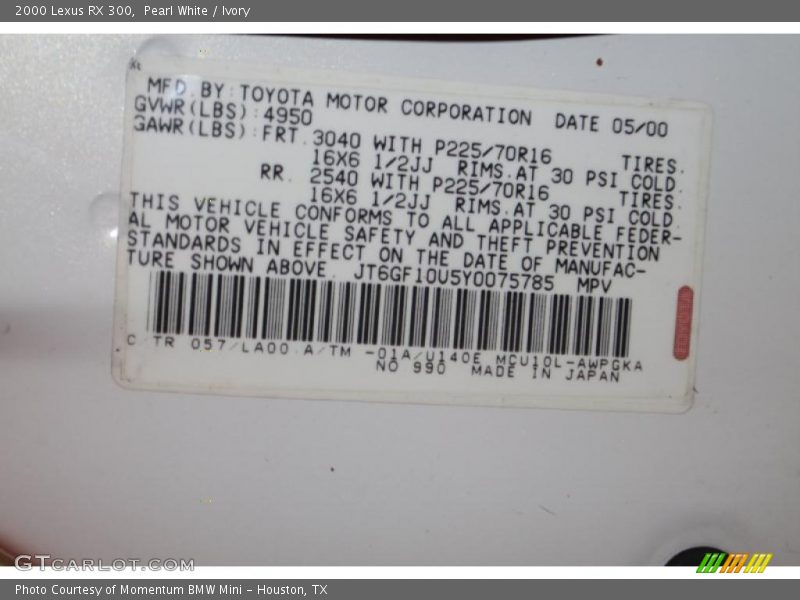 2000 Lexus RX 300, Pearl White / Ivory
MFD. BY: TOYOTA MOTOR CORPORATION DATE 05/00
GVWR(LBS): 4950
GAWR(LBS): FRT. 3040 WITH P225/70R16 TIRES.
16X6 1/2JJ RIMS. AT 30 PSI COLD.
RR. 2540 WITH P225/70R16 TIRES.
16X6 1/2JJ RIMS. AT 30 PSI COLD.
THIS VEHICLE CONFORMS TO ALL APPLICABLE FEDER-
AL MOTOR VEHICLE SAFETY AND THEFT PREVENTION
STANDARDS IN EFFECT ON THE DATE OF MANUFAC-
TURE SHOWN ABOVE. JT6GF10U5Y0075785 MPV
C/TR 057/LA00 A/TM -01A/U140E MCU10L-AWPGKA
NO 990 MADE IN JAPAN
GTCARLOT.COM
Photo Courtesy of Momentum BMW Mini - Houston, TX